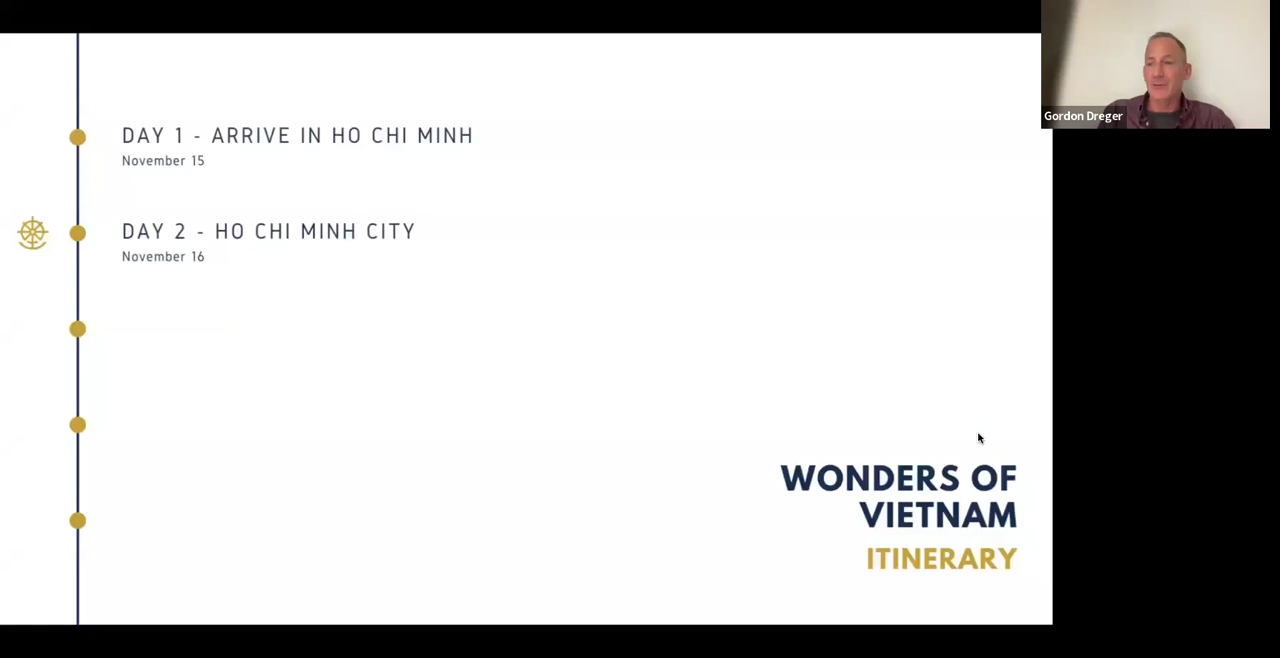 DAY 1 - ARRIVE IN HO CHI MINH
November 15
DAY 2 - HO CHI MINH CITY
November 16
WONDERS OF
VIETNAM
ITINERARY
Gordon Dreger